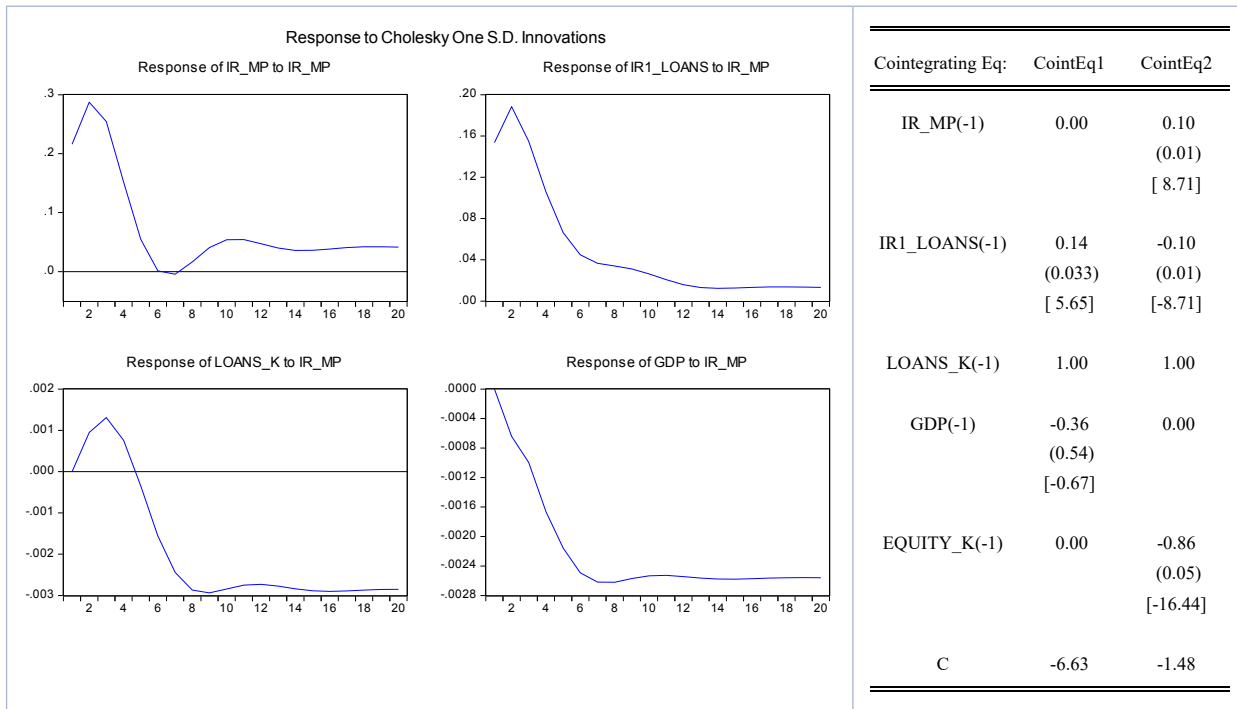 Response to Cholesky One S.D. Innovations
Response of IR_MP to IR_MP
.3
.2
.1
.0
2 4 6 8 10 12 14 16 18 20
Response of IR1_LOANS to IR_MP
.20
.16
.12
.08
.04
.00
2 4 6 8 10 12 14 16 18 20
Response of LOANS_K to IR_MP
.002
.001
.000
-.001
-.002
-.003
2 4 6 8 10 12 14 16 18 20
Response of GDP to IR_MP
.0000
-.0004
-.0008
-.0012
-.0016
-.0020
-.0024
-.0028
2 4 6 8 10 12 14 16 18 20
Cointegrating Eq: CointEq1 CointEq2
IR_MP(-1) 0.00 0.10
(0.01)
[ 8.71]
IR1_LOANS(-1) 0.14 -0.10
(0.033) (0.01)
[ 5.65] [-8.71]
LOANS_K(-1) 1.00 1.00
GDP(-1) -0.36 0.00
(0.54)
[-0.67]
EQUITY_K(-1) 0.00 -0.86
(0.05)
[-16.44]
C -6.63 -1.48